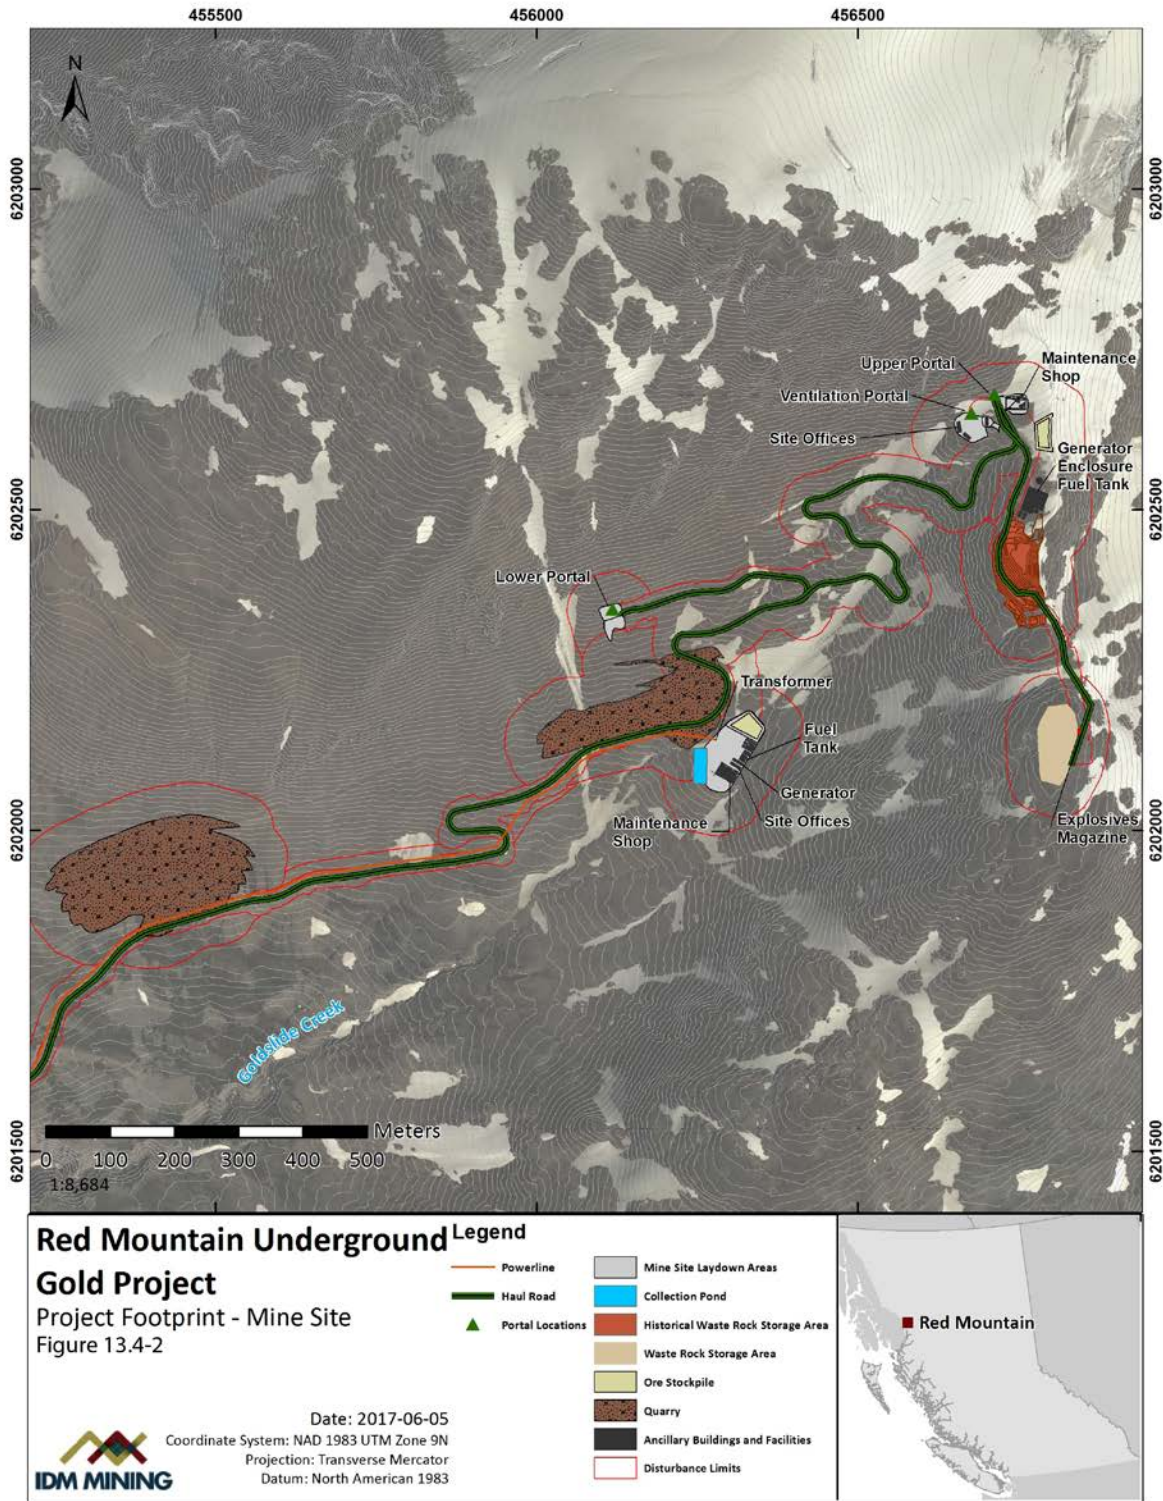 455500
456000
456500
N
6203000
6203000
Upper Portal
Maintenance
Shop
Ventilation Portal
Site Offices
Generator
Enclosure
Fuel Tank
6202500
6202500
Lower Portal
Transformer
Fuel
Tank
Generator
Maintenance
Shop
Site Offices
Explosives
Magazine
6202000
6202000
Goldslide Creek
Meters
0 100 200 300 400 500
1:8,684
6201500
6201500
Red Mountain Underground
Gold Project
Project Footprint - Mine Site
Figure 13.4-2
Date: 2017-06-05
Coordinate System: NAD 1983 UTM Zone 9N
Projection: Transverse Mercator
Datum: North American 1983
IDM MINING
Legend
Powerline
Haul Road
Portal Locations
Mine Site Laydown Areas
Collection Pond
Historical Waste Rock Storage Area
Waste Rock Storage Area
Ore Stockpile
Quarry
Ancillary Buildings and Facilities
Disturbance Limits
Red Mountain